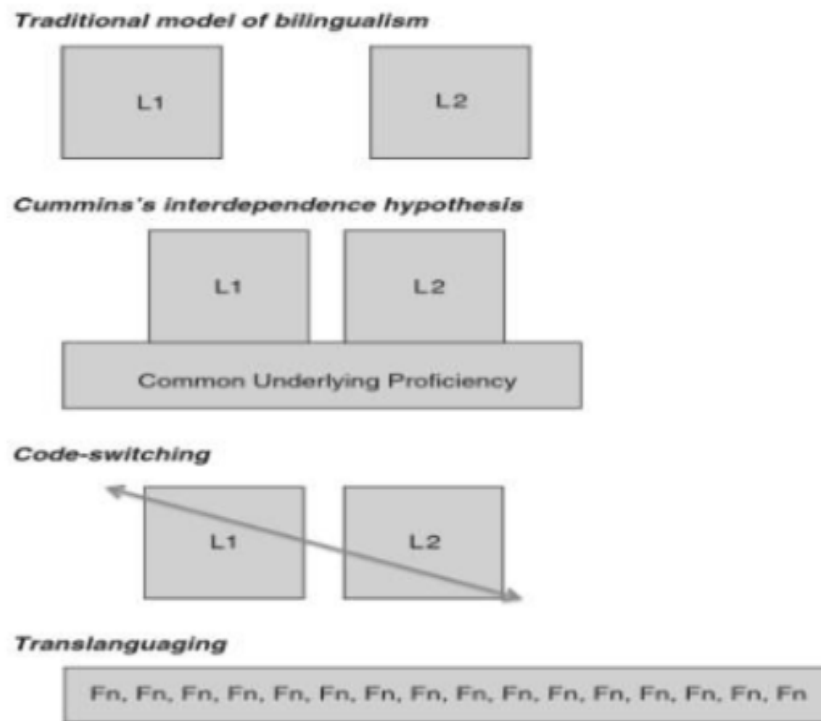 Traditional model of bilingualism
L1 L2
Cummins's interdependence hypothesis
L1 L2
Common Underlying Proficiency
Code-switching
L1 L2
Translanguaging
Fn, Fn, Fn, Fn, Fn, Fn, Fn, Fn, Fn, Fn, Fn, Fn, Fn, Fn, Fn, Fn